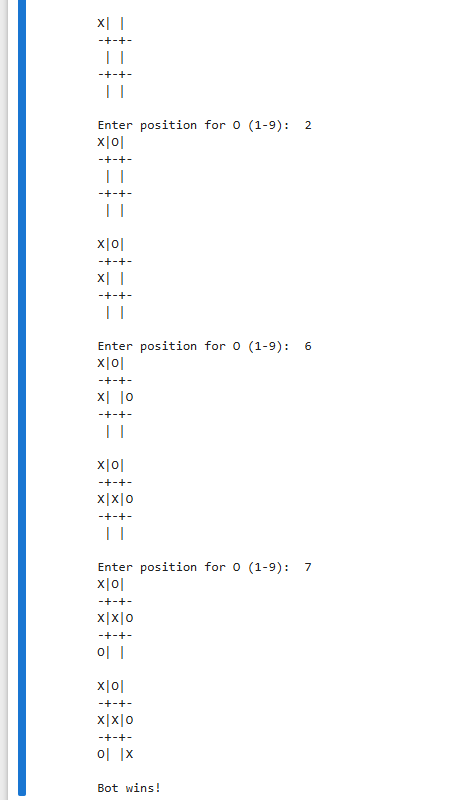 X| |
-+-+-
 | |
-+-+-
 | |

Enter position for O (1-9):  2
X|O|
-+-+-
 | |
-+-+-
 | |

X|O|
-+-+-
X| |
-+-+-
 | |

Enter position for O (1-9):  6
X|O|
-+-+-
X| |O
-+-+-
 | |

X|O|
-+-+-
X|X|O
-+-+-
 | |

Enter position for O (1-9):  7
X|O|
-+-+-
X|X|O
-+-+-
O| |

X|O|
-+-+-
X|X|O
-+-+-
O| |X

Bot wins!